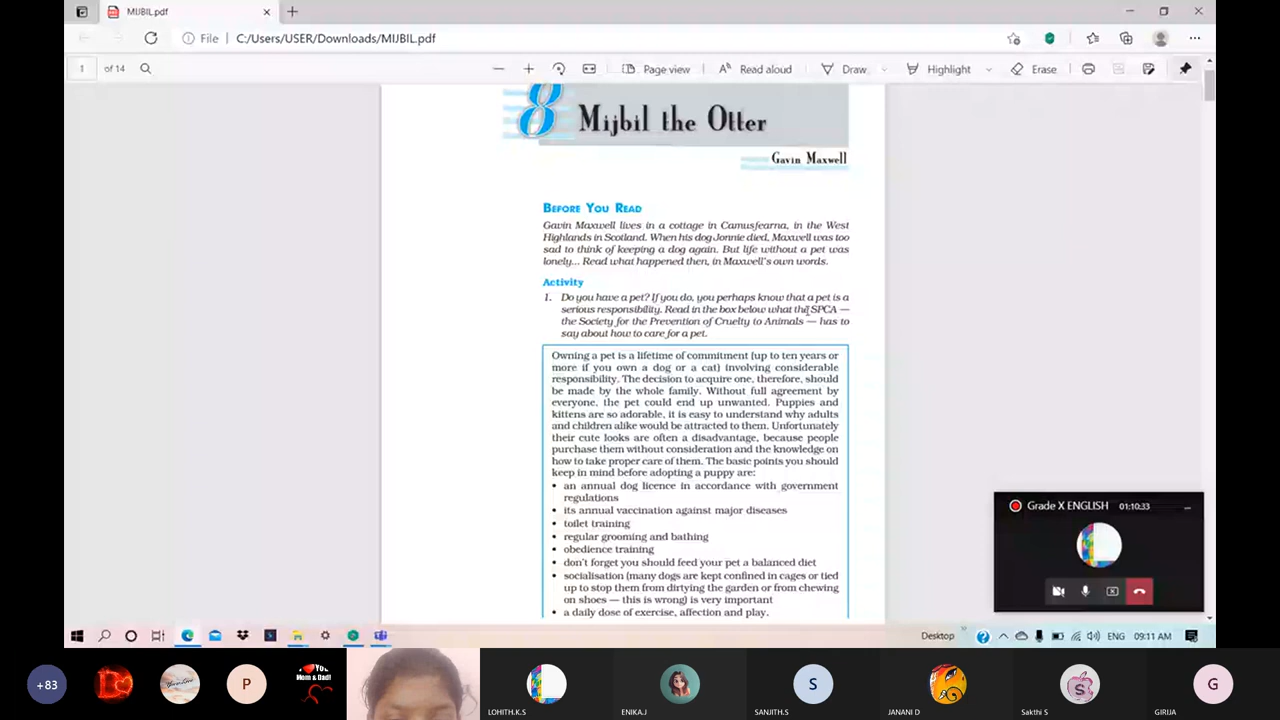 MIJBIL.pdf
File C:/Users/USER/Downloads/MIJBIL.pdf
1 of 14 Page view Read aloud Draw Highlight Erase
8 Mijbil the Otter
Gavin Maxwell
BEFORE YOU READ
Gavin Maxwell lives in a cottage in Camusfearna, in the West
Highlands in Scotland. When his dog Jonnie died, Maxwell was too
sad to think of keeping a dog again. But life without a pet was
lonely... Read what happened then, in Maxwell's own words.
Activity
1. Do you have a pet? If you do, you perhaps know that a pet is a
serious responsibility. Read in the box below what the SPCA —
the Society for the Prevention of Cruelty to Animals — has to
say about how to care for a pet.
Owning a pet is a lifetime of commitment (up to ten years or
more if you own a dog or a cat) involving considerable
responsibility. The decision to acquire one, therefore, should
be made by the whole family. Without full agreement by
everyone, the pet could end up unwanted. Puppies and
kittens are so adorable, it is easy to understand why adults
and children alike would be attracted to them. Unfortunately
their cute looks are often a disadvantage, because people
purchase them without consideration and the knowledge on
how to take proper care of them. The basic points you should
keep in mind before adopting a puppy are:
• an annual dog licence in accordance with government
regulations
• its annual vaccination against major diseases
• toilet training
• regular grooming and bathing
• obedience training
• don't forget you should feed your pet a balanced diet
• socialisation (many dogs are kept confined in cages or tied
up to stop them from dirtying the garden or from chewing
on shoes — this is wrong) is very important
• a daily dose of exercise, affection and play.
Grade X ENGLISH 01:10:33
Desktop ENG 09:11 AM
+83
P
I ♥ You
Mom & Dad!
S
G
LOHITH.K.S ENIKA.J SANJITH.S JANANI D Sakthi S GIRIJA